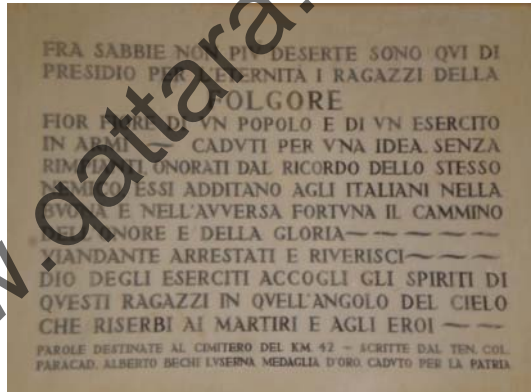 FRA SABBIE NON PIV DESERTE SONO QVI DI
PRESIDIO PER L'ETERNITÀ I RAGAZZI DELLA
FOLGORE
FIOR FIORE DI VN POPOLO E DI VN ESERCITO
IN ARMI — CADVTI PER VNA IDEA, SENZA
RIMPIANTI ONORATI DAL RICORDO DELLO STESSO
NEMICO, ESSI ADDITANO AGLI ITALIANI NELLA
BVONA E NELL'AVVERSA FORTVNA IL CAMMINO
DELL'ONORE E DELLA GLORIA — — — — —
VIANDANTE ARRESTATI E RIVERISCI — — — —
DIO DEGLI ESERCITI ACCOGLI GLI SPIRITI DI
QVESTI RAGAZZI IN QVELL'ANGOLO DEL CIELO
CHE RISERBI AI MARTIRI E AGLI EROI — —
PAROLE DESTINATE AL CIMITERO DEL KM. 42 – SCRITTE DAL TEN. COL.
PARACAD. ALBERTO BECHI LVSERNA MEDAGLIA D'ORO, CADVTO PER LA PATRIA
w.qattara.